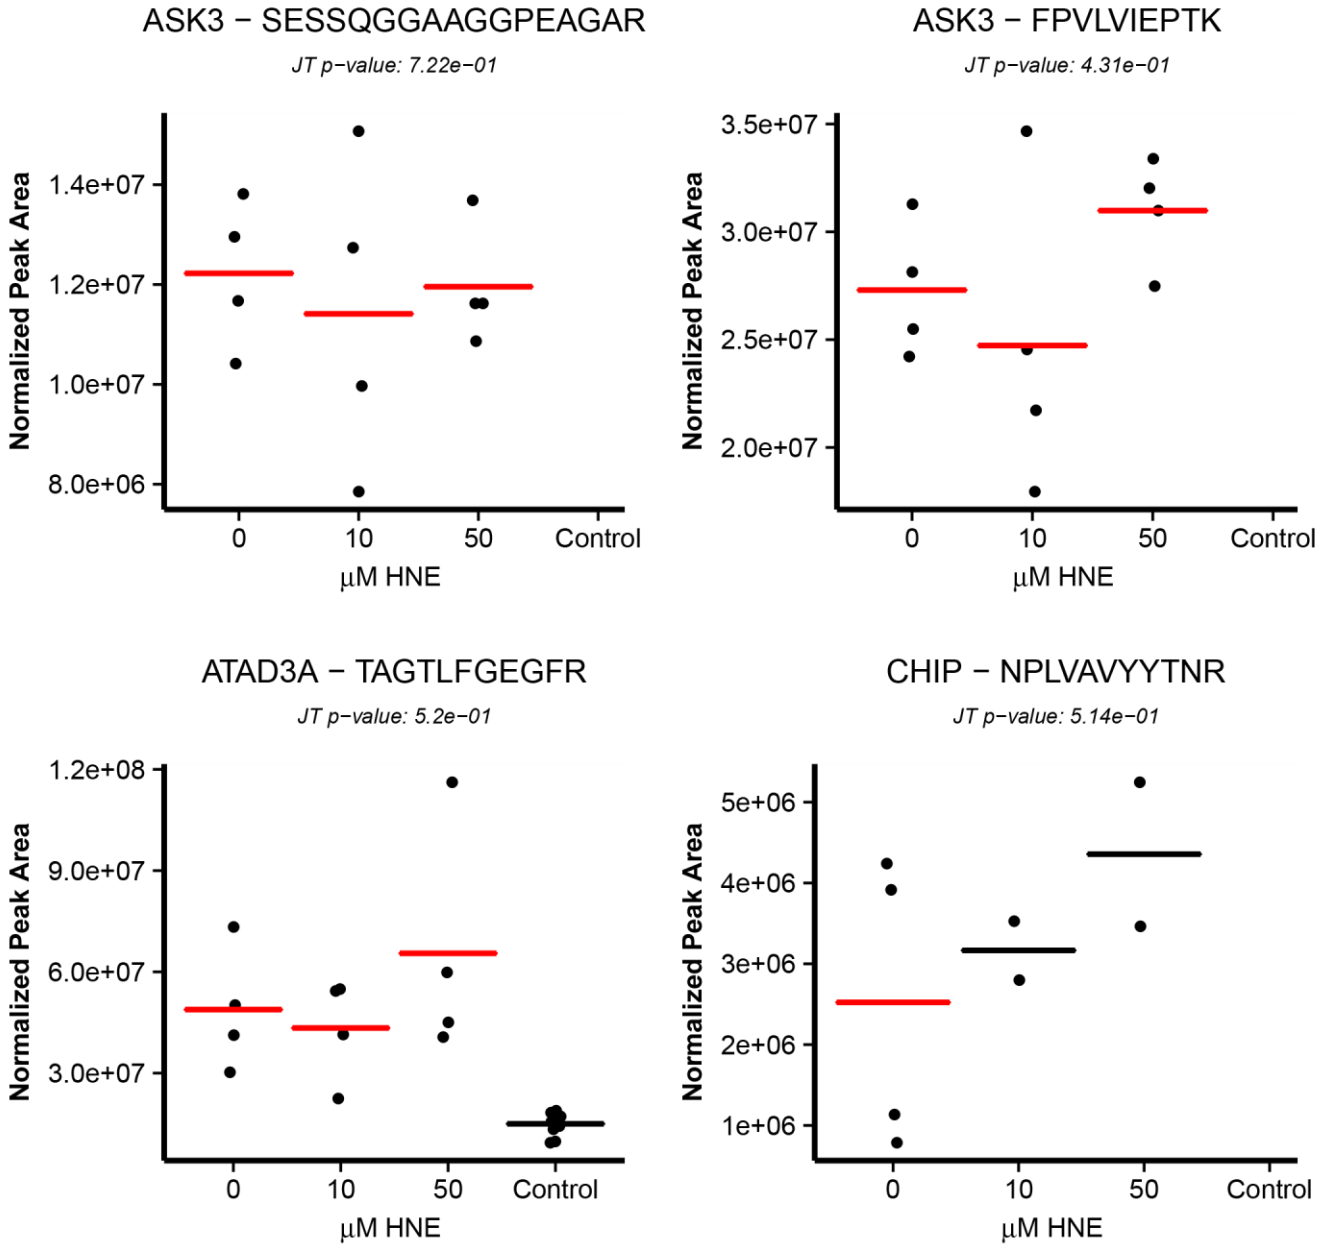 ASK3 − SESSQGGAAGGPEAGAR
JT p−value: 7.22e−01
Normalized Peak Area
1.4e+07
1.2e+07
1.0e+07
8.0e+06
0 10 50 Control
μM HNE
ASK3 − FPVLVIEPTK
JT p−value: 4.31e−01
Normalized Peak Area
3.5e+07
3.0e+07
2.5e+07
2.0e+07
0 10 50 Control
μM HNE
ATAD3A − TAGTLFGEGFR
JT p−value: 5.2e−01
Normalized Peak Area
1.2e+08
9.0e+07
6.0e+07
3.0e+07
0 10 50 Control
μM HNE
CHIP − NPLVAVYYTNR
JT p−value: 5.14e−01
Normalized Peak Area
5e+06
4e+06
3e+06
2e+06
1e+06
0 10 50 Control
μM HNE